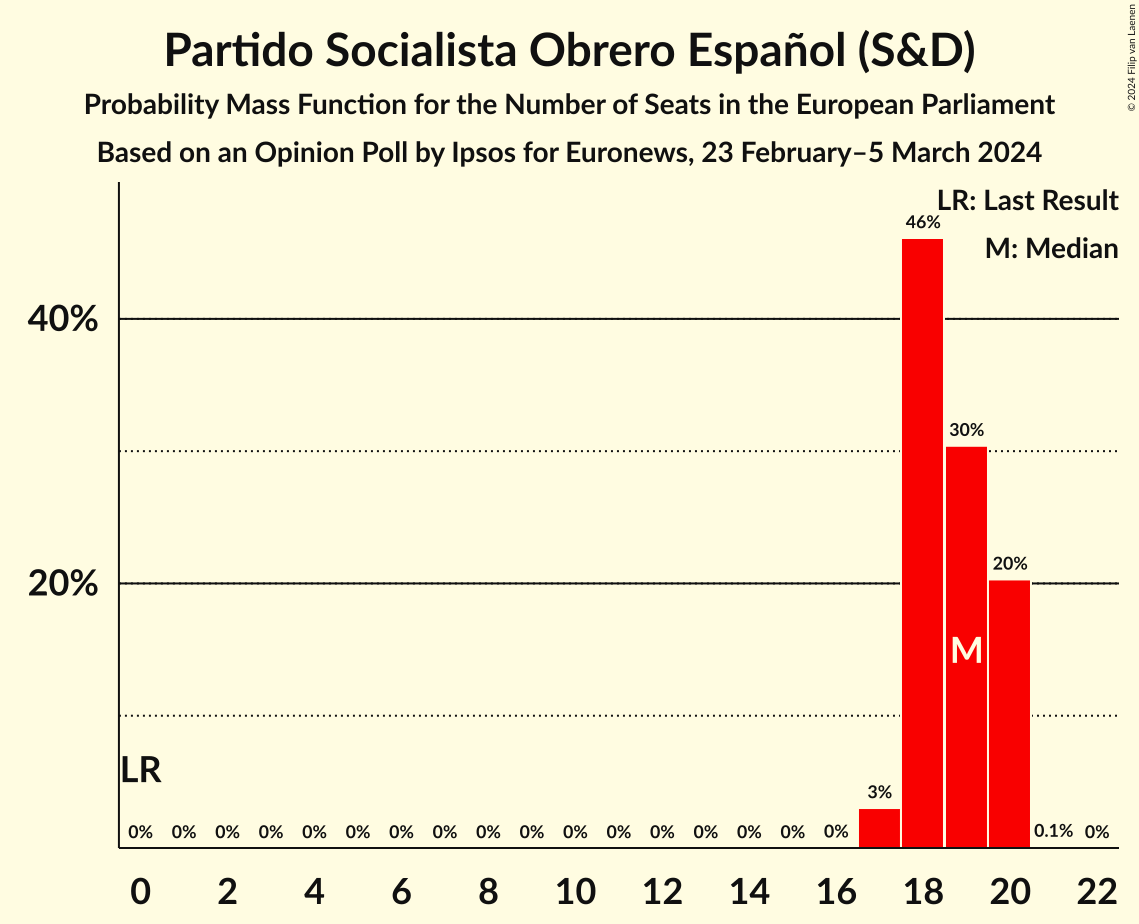 Partido Socialista Obrero Español (S&D)
Probability Mass Function for the Number of Seats in the European Parliament
Based on an Opinion Poll by Ipsos for Euronews, 23 February–5 March 2024
© 2024 Filip van Laenen
LR: Last Result
M: Median
46%
40%
30%
20%
20%
M
LR
3%
0% 0% 0% 0% 0% 0% 0% 0% 0% 0% 0% 0% 0% 0% 0% 0% 0% 0.1% 0%
0 2 4 6 8 10 12 14 16 18 20 22